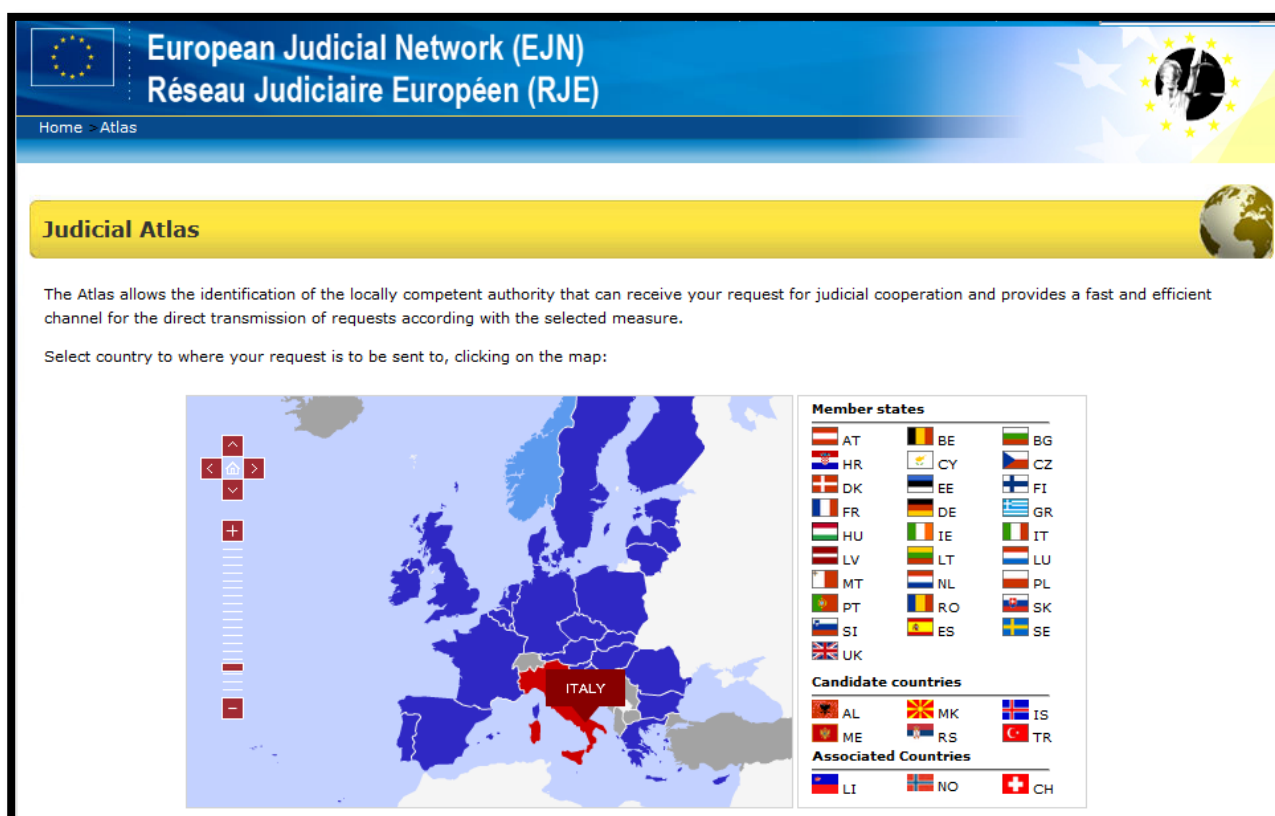 European Judicial Network (EJN)
Réseau Judiciaire Européen (RJE)
Home > Atlas
Judicial Atlas
The Atlas allows the identification of the locally competent authority that can receive your request for judicial cooperation and provides a fast and efficient
channel for the direct transmission of requests according with the selected measure.
Select country to where your request is to be sent to, clicking on the map:
ITALY
Member states
AT BE BG
HR CY CZ
DK EE FI
FR DE GR
HU IE IT
LV LT LU
MT NL PL
PT RO SK
SI ES SE
UK
Candidate countries
AL MK IS
ME RS TR
Associated Countries
LI NO CH